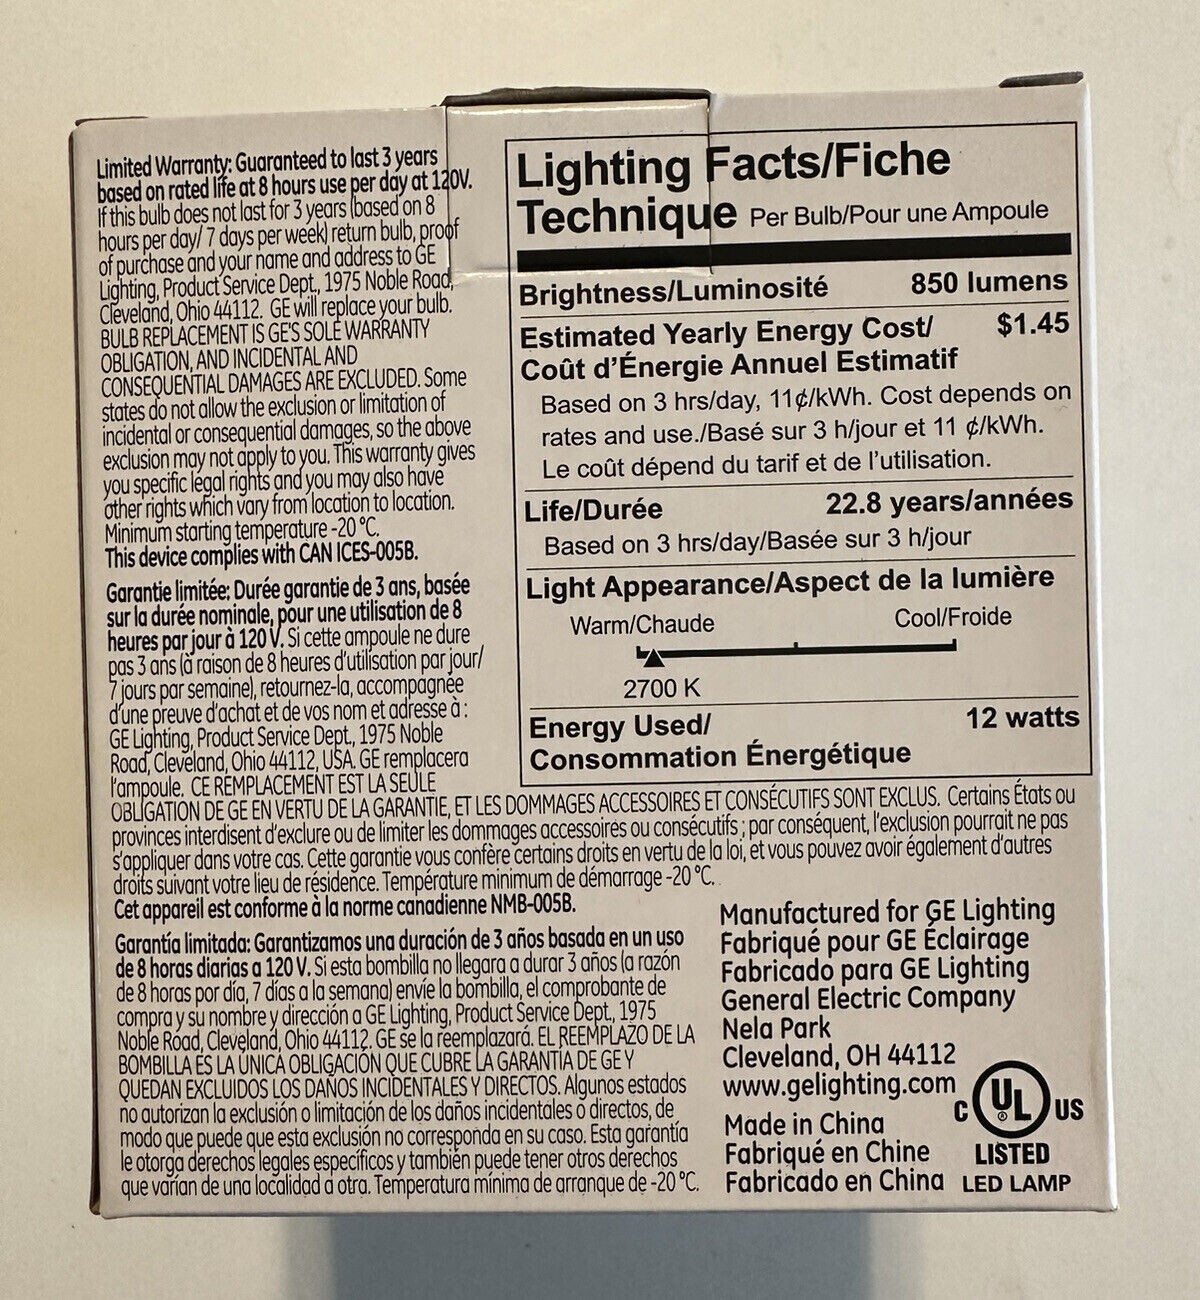 Limited Warranty: Guaranteed to last 3 years
based on rated life at 8 hours use per day at 120V.
If this bulb does not last for 3 years (based on 8
hours per day/ 7 days per week) return bulb, proof
of purchase and your name and address to GE
Lighting, Product Service Dept., 1975 Noble Road,
Cleveland, Ohio 44112. GE will replace your bulb.
BULB REPLACEMENT IS GE'S SOLE WARRANTY
OBLIGATION, AND INCIDENTAL AND
CONSEQUENTIAL DAMAGES ARE EXCLUDED. Some
states do not allow the exclusion or limitation of
incidental or consequential damages, so the above
exclusion may not apply to you. This warranty gives
you specific legal rights and you may also have
other rights which vary from location to location.
Minimum starting temperature -20 °C.
This device complies with CAN ICES-005B.
Garantie limitée: Durée garantie de 3 ans, basée
sur la durée nominale, pour une utilisation de 8
heures par jour à 120 V. Si cette ampoule ne dure
pas 3 ans (à raison de 8 heures d'utilisation par jour/
7 jours par semaine), retournez-la, accompagnée
d'une preuve d'achat et de vos nom et adresse à :
GE Lighting, Product Service Dept., 1975 Noble
Road, Cleveland, Ohio 44112, USA. GE remplacera
l'ampoule. CE REMPLACEMENT EST LA SEULE
OBLIGATION DE GE EN VERTU DE LA GARANTIE, ET LES DOMMAGES ACCESSOIRES ET CONSÉCUTIFS SONT EXCLUS. Certains États ou
provinces interdisent d'exclure ou de limiter les dommages accessoires ou consécutifs ; par conséquent, l'exclusion pourrait ne pas
s'appliquer dans votre cas. Cette garantie vous confère certains droits en vertu de la loi, et vous pouvez avoir également d'autres
droits suivant votre lieu de résidence. Température minimum de démarrage -20 °C.
Cet appareil est conforme à la norme canadienne NMB-005B.
Garantía limitada: Garantizamos una duración de 3 años basada en un uso
de 8 horas diarias a 120 V. Si esta bombilla no llegara a durar 3 años (a razón
de 8 horas por día, 7 días a la semana) envíe la bombilla, el comprobante de
compra y su nombre y dirección a GE Lighting, Product Service Dept., 1975
Noble Road, Cleveland, Ohio 44112. GE se la reemplazará. EL REEMPLAZO DE LA
BOMBILLA ES LA ÚNICA OBLIGACIÓN QUE CUBRE LA GARANTÍA DE GE Y
QUEDAN EXCLUIDOS LOS DAÑOS INCIDENTALES Y DIRECTOS. Algunos estados
no autorizan la exclusión o limitación de los daños incidentales o directos, de
modo que puede que esta exclusión no corresponda en su caso. Esta garantía
le otorga derechos legales específicos y también puede tener otros derechos
que varían de una localidad a otra. Temperatura mínima de arranque de -20 °C.
Lighting Facts/Fiche
Technique Per Bulb/Pour une Ampoule
Brightness/Luminosité 850 lumens
Estimated Yearly Energy Cost/ $1.45
Coût d'Énergie Annuel Estimatif
Based on 3 hrs/day, 11¢/kWh. Cost depends on
rates and use./Basé sur 3 h/jour et 11 ¢/kWh.
Le coût dépend du tarif et de l'utilisation.
Life/Durée 22.8 years/années
Based on 3 hrs/day/Basée sur 3 h/jour
Light Appearance/Aspect de la lumière
Warm/Chaude Cool/Froide
2700 K
Energy Used/ 12 watts
Consommation Énergétique
Manufactured for GE Lighting
Fabriqué pour GE Éclairage
Fabricado para GE Lighting
General Electric Company
Nela Park
Cleveland, OH 44112
www.gelighting.com
Made in China
Fabriqué en Chine
Fabricado en China
C UL ® US
LISTED
LED LAMP